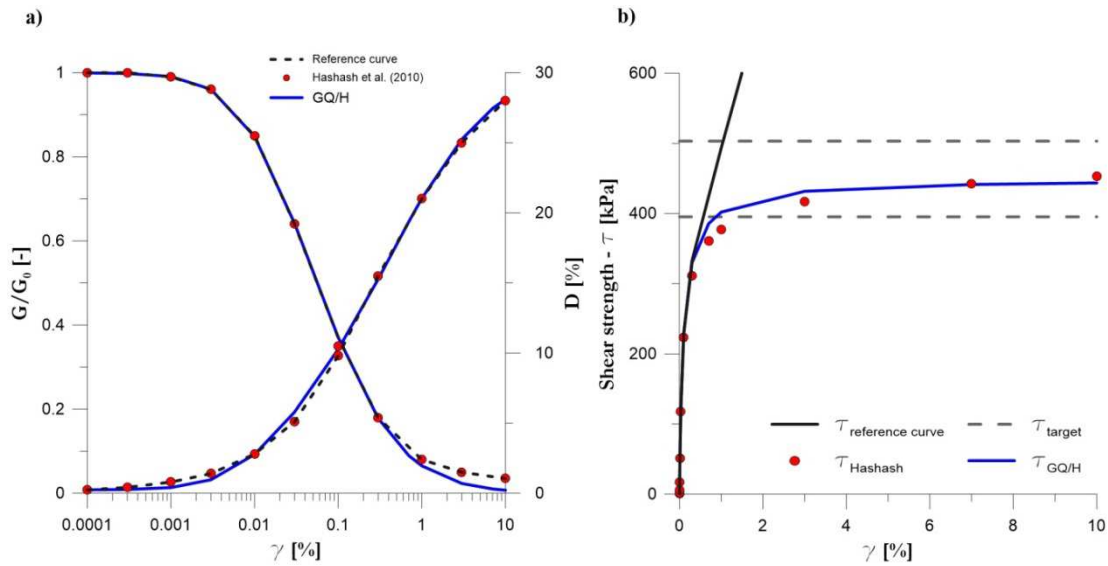 a)
Reference curve
Hashash et al. (2010)
GQ/H
1
0.8
0.6
0.4
0.2
0
G/G₀ [-]
30
20
10
0
D [%]
0.0001 0.001 0.01 0.1 1 10
γ [%]
b)
600
400
200
0
Shear strength - τ [kPa]
τ reference curve
τ target
τ Hashash
τ GQ/H
0 2 4 6 8 10
γ [%]